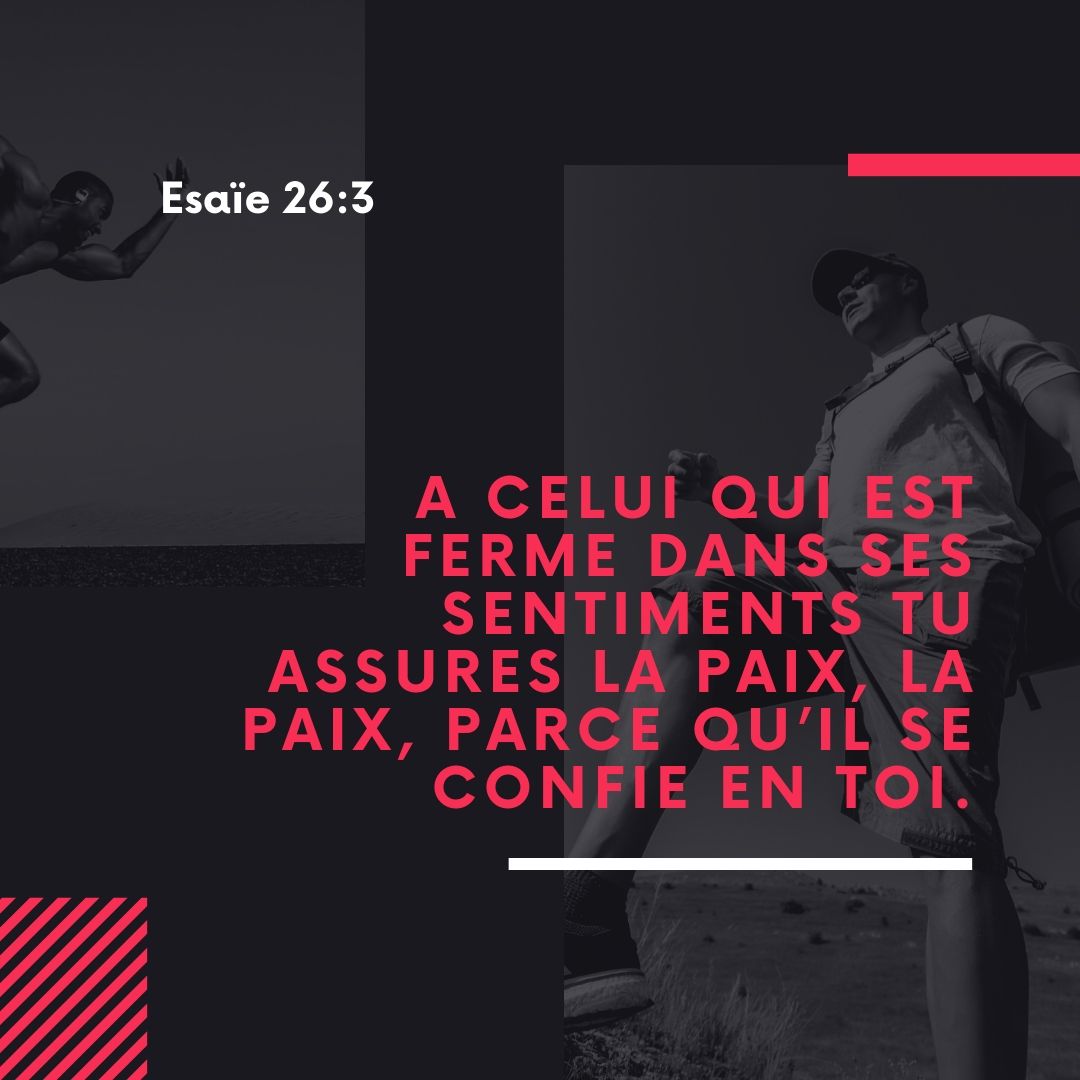 Esaïe 26:3
A CELUI QUI EST
FERME DANS SES
SENTIMENTS TU
ASSURES LA PAIX, LA
PAIX, PARCE QU’IL SE
CONFIE EN TOI.